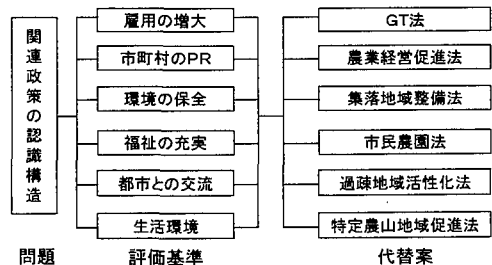 関連政策の認識構造
雇用の増大
市町村のPR
環境の保全
福祉の充実
都市との交流
生活環境
GT法
農業経営促進法
集落地域整備法
市民農園法
過疎地域活性化法
特定農山地域促進法
問題
評価基準
代替案